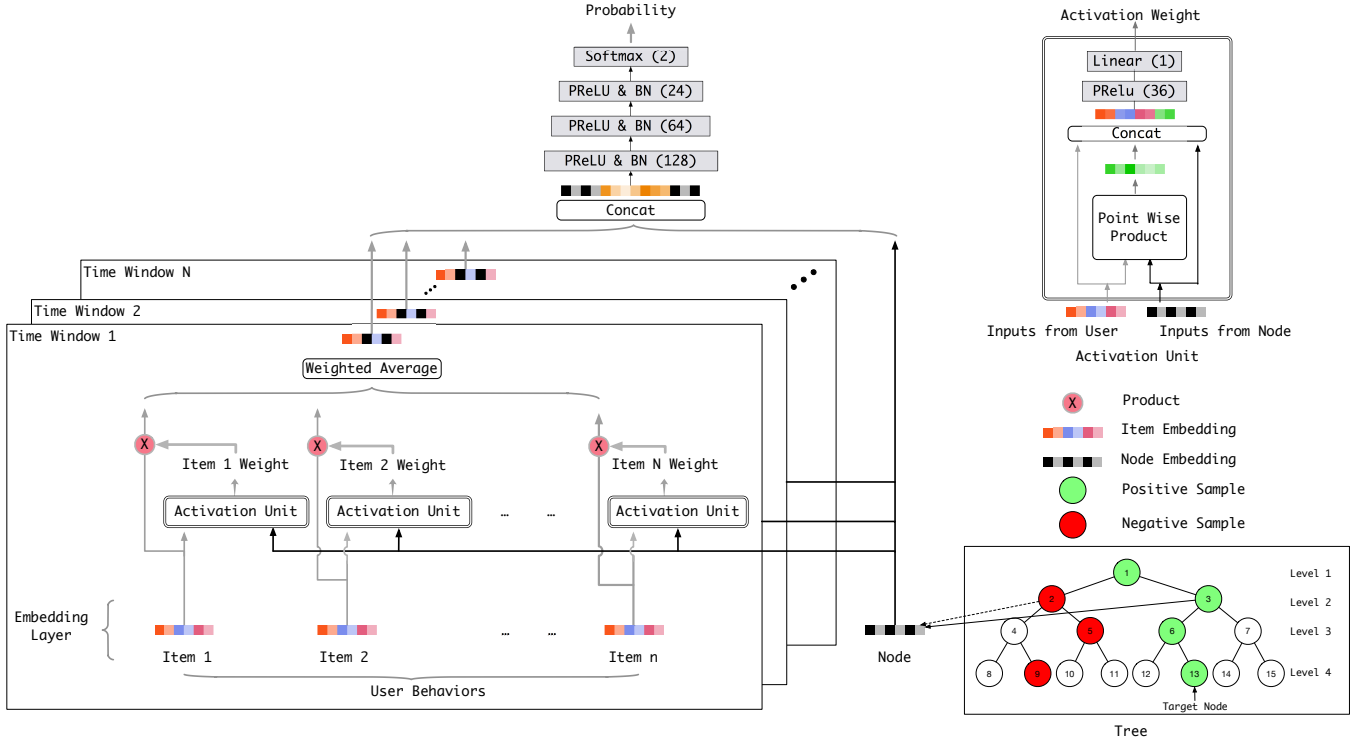 Probability
Softmax (2)
PReLU & BN (24)
PReLU & BN (64)
PReLU & BN (128)
Concat
Time Window N
Time Window 2
Time Window 1
Weighted Average
X
X
X
Item 1 Weight
Item 2 Weight
Item N Weight
Activation Unit
Activation Unit
... ...
Activation Unit
Embedding
Layer
... ...
Item 1
Item 2
Item n
User Behaviors
Node
Activation Weight
Linear (1)
PRelu (36)
Concat
Point Wise
Product
Inputs from User
Inputs from Node
Activation Unit
X
Product
Item Embedding
Node Embedding
Positive Sample
Negative Sample
1
Level 1
2
3
Level 2
4
5
6
7
Level 3
8
9
10
11
12
13
14
15
Level 4
Target Node
Tree